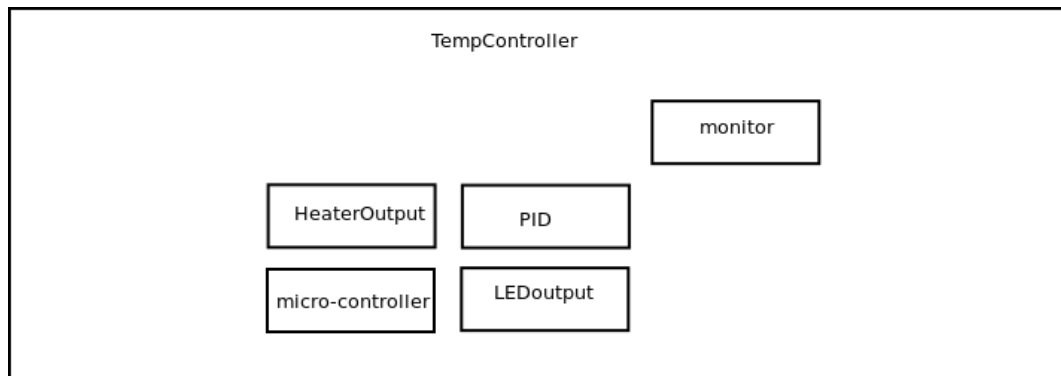 TempController
monitor
HeaterOutput
PID
micro-controller
LEDoutput